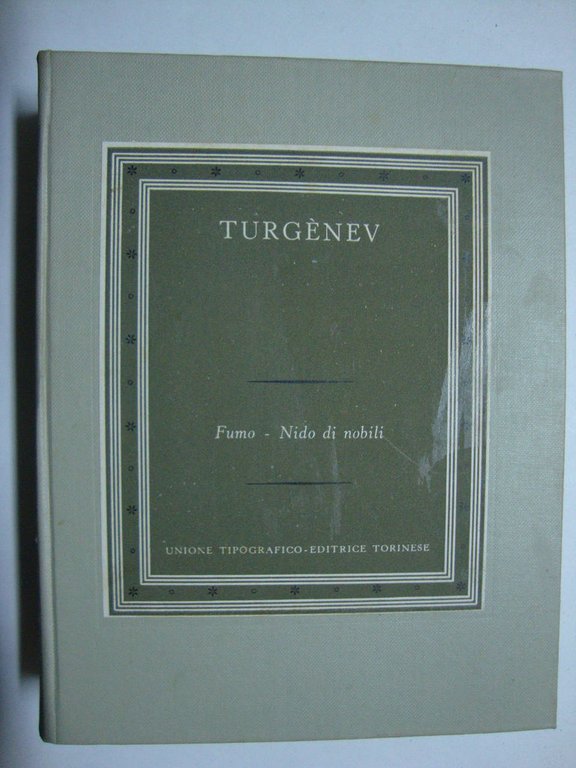 TURGÈNEV
Fumo - Nido di nobili
UNIONE TIPOGRAFICO-EDITRICE TORINESE